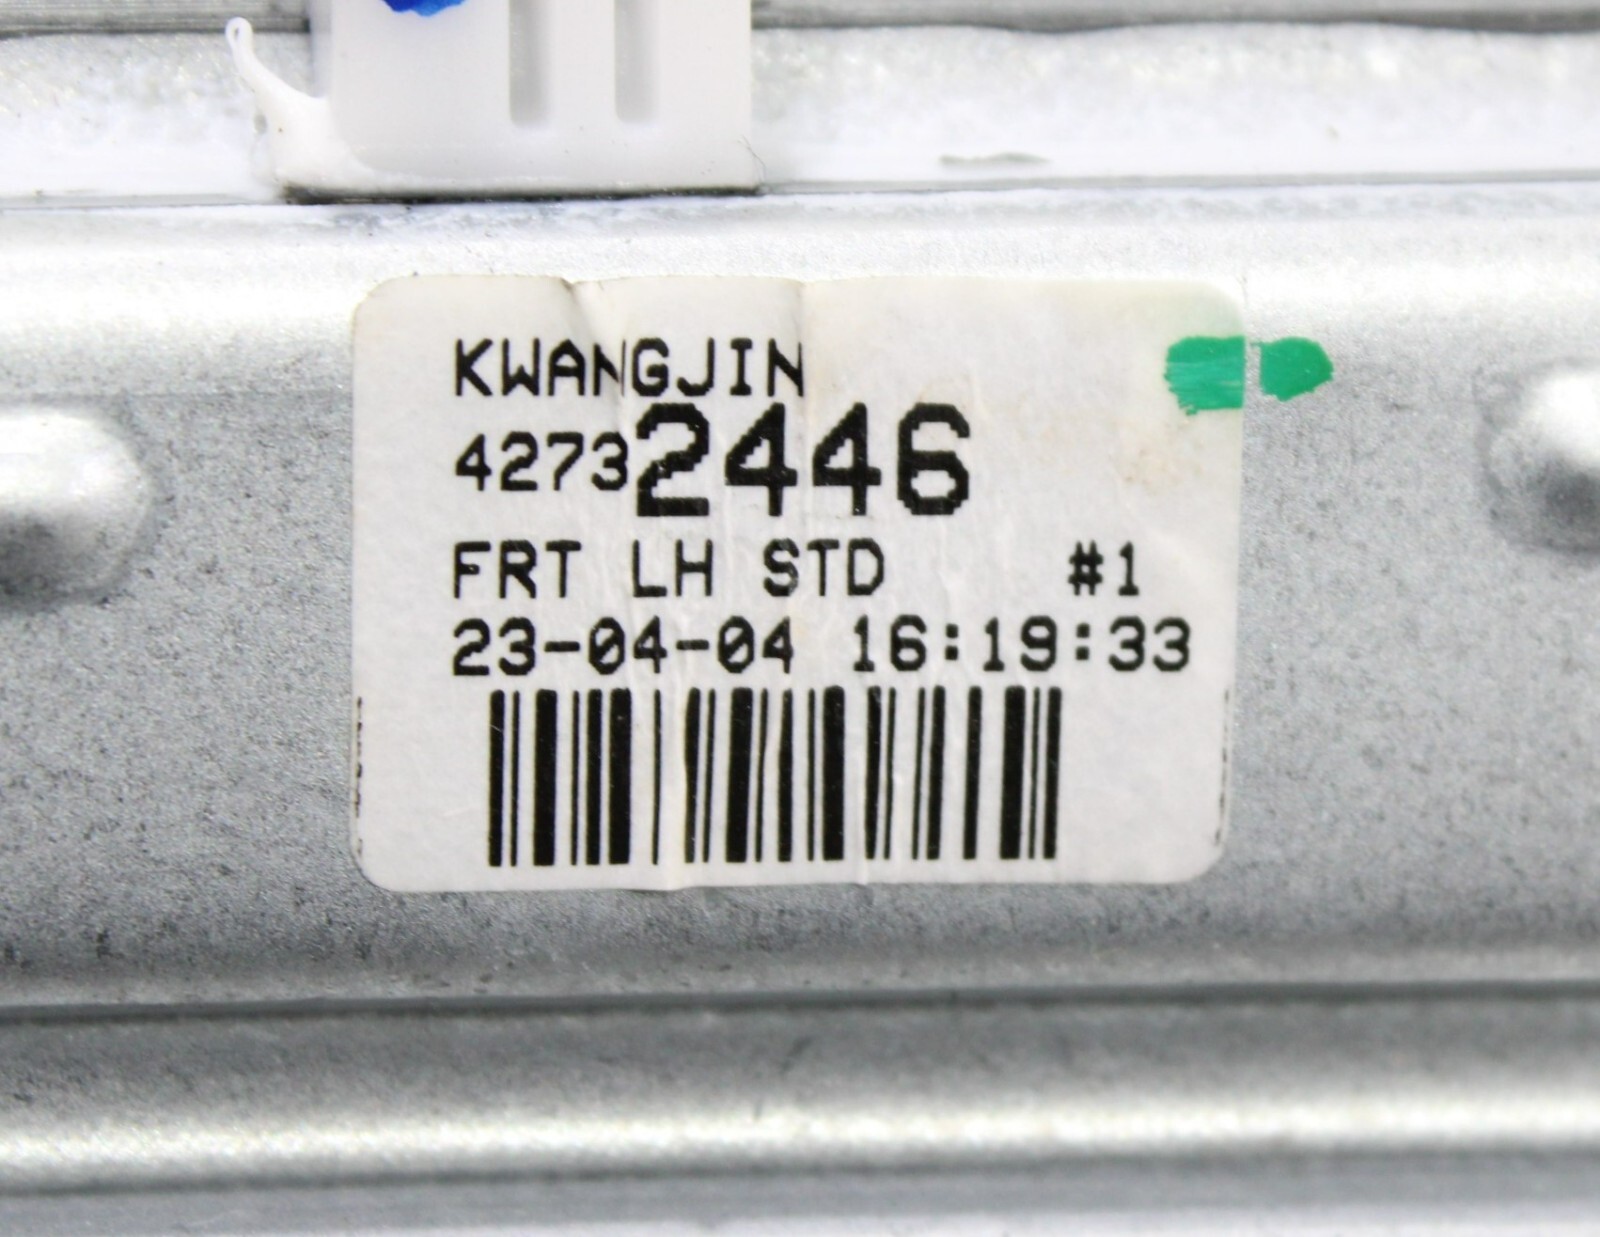 KWANGJIN
42732446
FRT LH STD #1
23-04-04 16:19:33